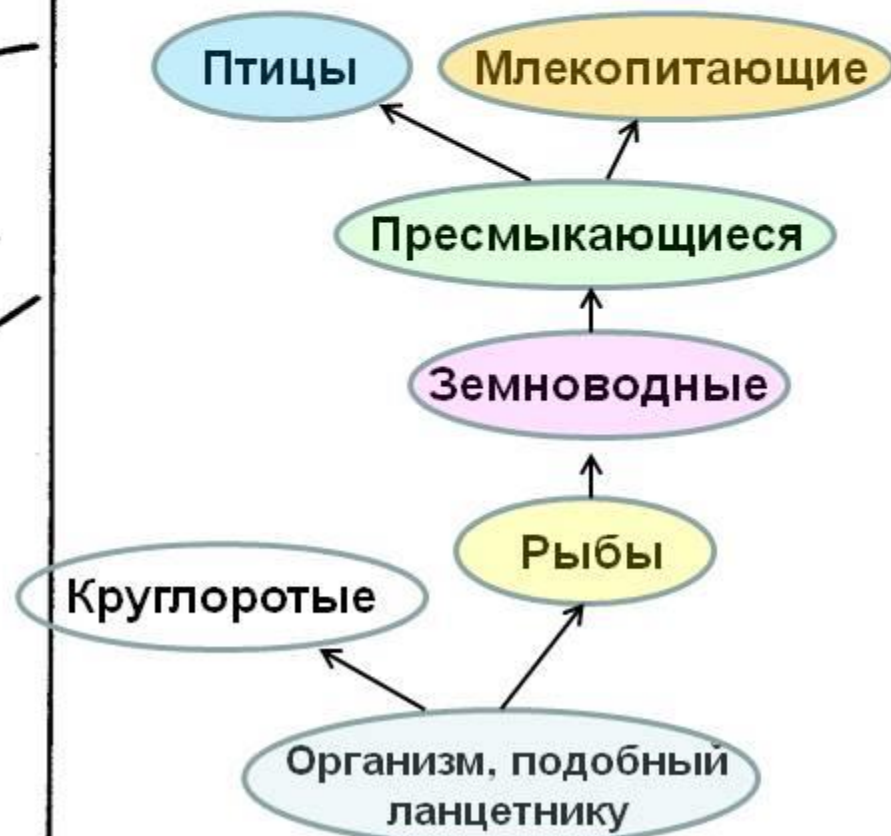 Птицы
Млекопитающие
Пресмыкающиеся
Земноводные
Рыбы
Круглоротые
Организм, подобный
ланцетнику